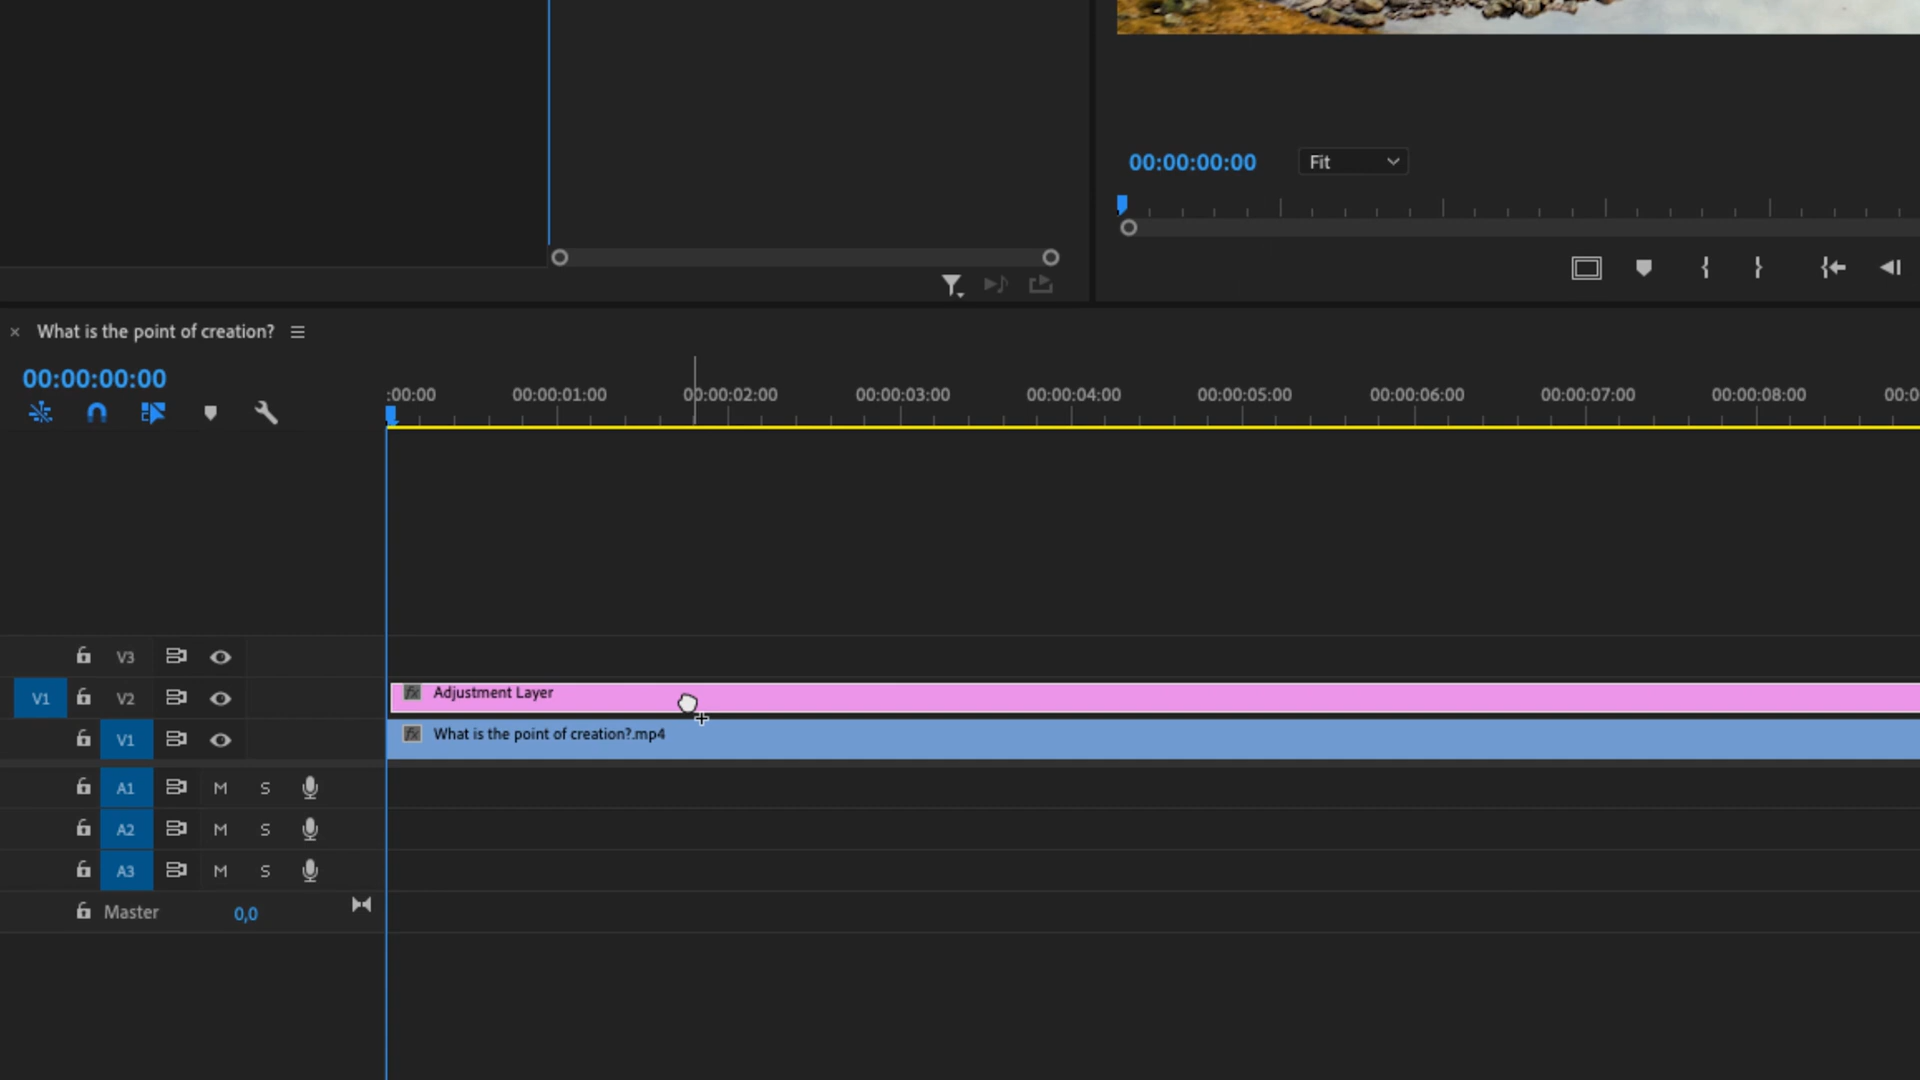 00:00:00:00
Fit
What is the point of creation?
00:00:00:00
:00:00 00:00:01:00 00:00:02:00 00:00:03:00 00:00:04:00 00:00:05:00 00:00:06:00 00:00:07:00 00:00:08:00 00:0
V3
V1 V2 fx Adjustment Layer
V1 fx What is the point of creation?.mp4
A1 M S
A2 M S
A3 M S
Master 0,0